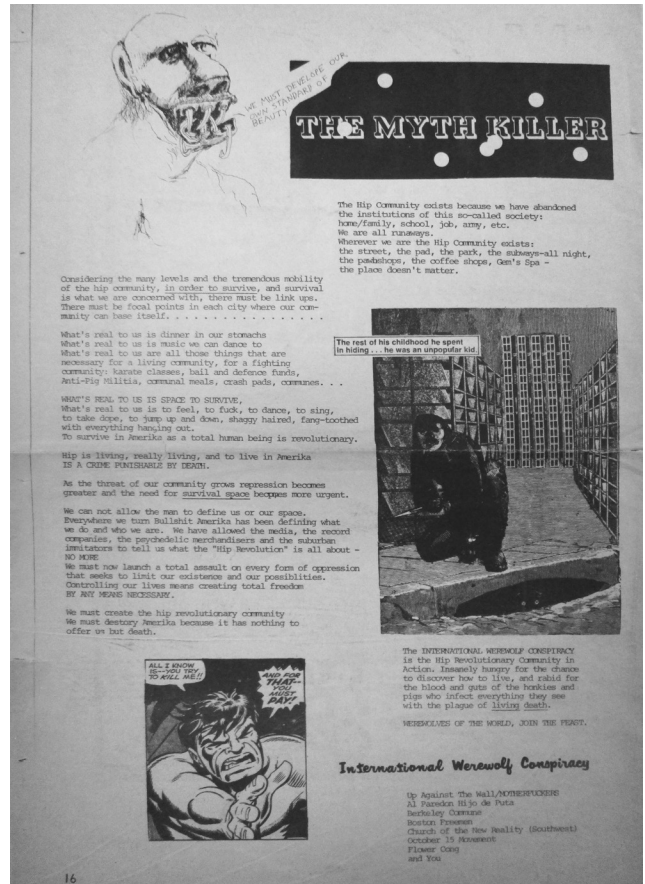 WE MUST DEVELOPE OUR
OWN STANDARD OF
BEAUTY
THE MYTH KILLER
The Hip Community exists because we have abandoned
the institutions of this so-called society:
home/family, school, job, army, etc.
We are all runaways.
Wherever we are the Hip Community exists:
the street, the pad, the park, the subways-all night,
the pawbshops, the coffee shops, Gem's Spa -
the place doesn't matter.
Considering the many levels and the tremendous mobility
of the hip community, in order to survive, and survival
is what we are concerned with, there must be link ups.
There must be focal points in each city where our com-
munity can base itself. . . . . . . . . . . . . . . . .
What's real to us is dinner in our stomachs
What's real to us is music we can dance to
What's real to us are all those things that are
necessary for a living community, for a fighting
community: karate classes, bail and defence funds,
Anti-Pig Militia, communal meals, crash pads, communes. . .
WHAT'S REAL TO US IS SPACE TO SURVIVE,
What's real to us is to feel, to fuck, to dance, to sing,
to take dope, to jump up and down, shaggy haired, fang-toothed
with everything hanging out.
To survive in Amerika as a total human being is revolutionary.
Hip is living, really living, and to live in Amerika
IS A CRIME PUNISHABLE BY DEATH.
As the threat of our community grows repression becomes
greater and the need for survival space becomes more urgent.
We can not allow the man to define us or our space.
Everywhere we turn Bullshit Amerika has been defining what
we do and who we are. We have allowed the media, the record
companies, the psychedelic merchandisers and the suburban
immitators to tell us what the "Hip Revolution" is all about -
NO MORE
We must now launch a total assault on every form of oppression
that seeks to limit our existence and our possiblities.
Controlling our lives means creating total freedom
BY ANY MEANS NECESSARY.
We must create the hip revolutionary community
We must destory Amerika because it has nothing to
offer us but death.
The rest of his childhood he spent
in hiding . . . he was an unpopular kid.
ALL I KNOW
IS--YOU TRY
TO KILL ME!!
AND FOR
THAT--
YOU
MUST
PAY!
The INTERNATIONAL WEREWOLF CONSPIRACY
is the Hip Revolutionary Community in
Action. Insanely hungry for the chance
to discover how to live, and rabid for
the blood and guts of the honkies and
pigs who infect everything they see
with the plague of living death.
WEREWOLVES OF THE WORLD, JOIN THE FEAST.
International Werewolf Conspiracy
Up Against The Wall/MOTHERFUCKERS
Al Paredon Hijo de Puta
Berkeley Commune
Boston Freemen
Church of the New Reality (Southwest)
October 15 Movement
Flower Cong
and You
16